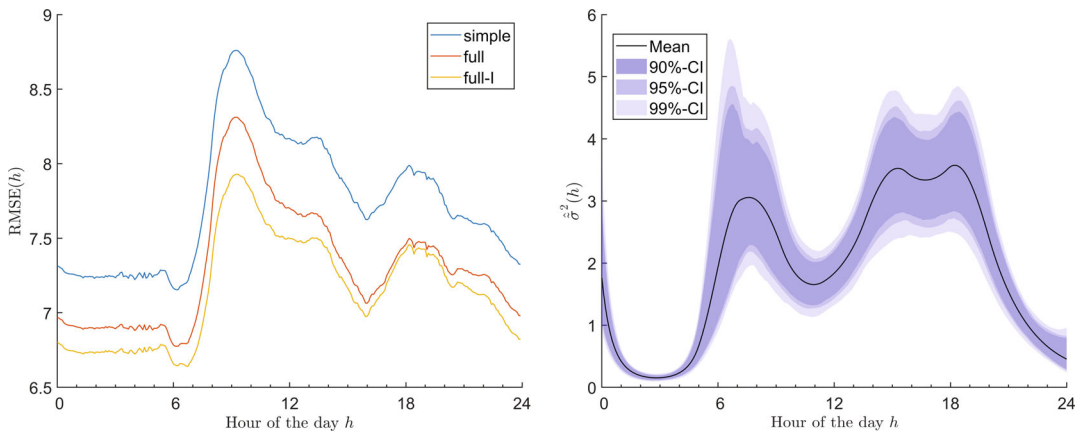 9
8.5
8
7.5
7
6.5
RMSE(h)
simple
full
full-I
0 6 12 18 24
Hour of the day h
6
5
4
3
2
1
0
σ̂̂²(h)
Mean
90%-CI
95%-CI
99%-CI
0 6 12 18 24
Hour of the day h